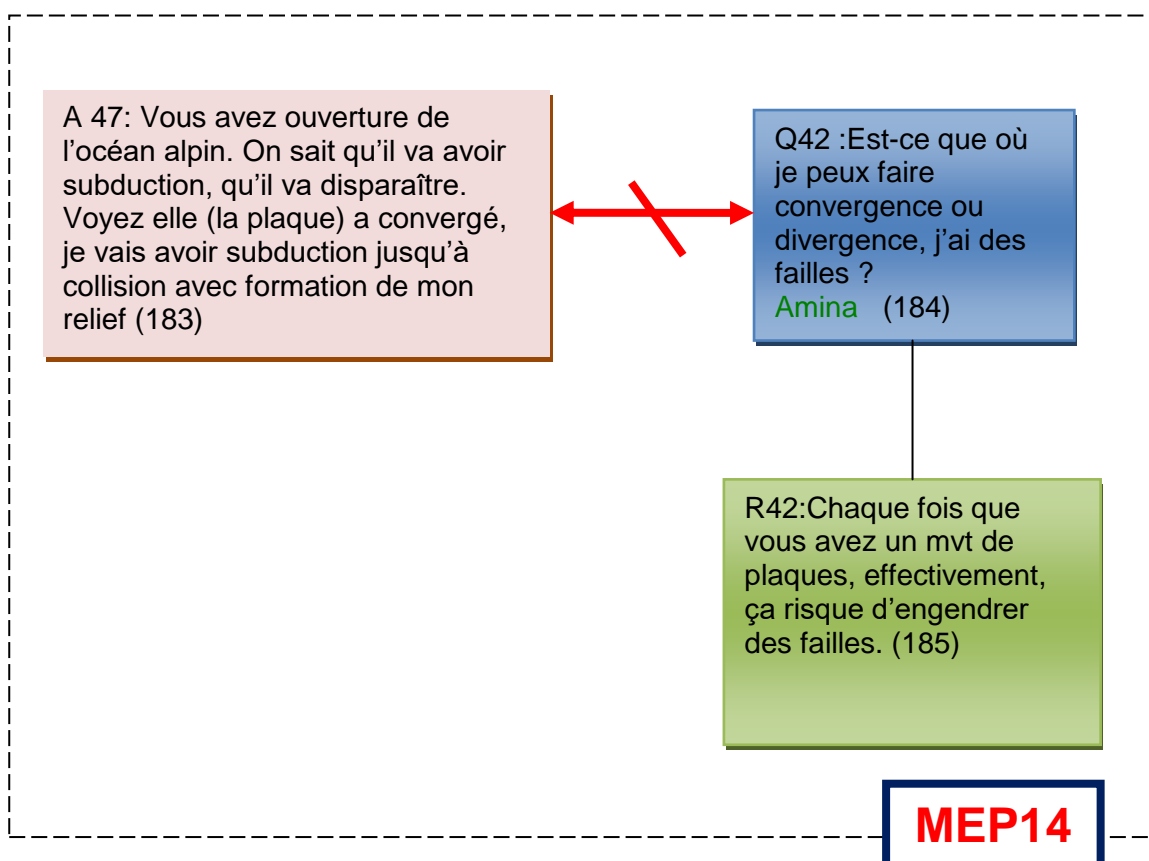 A 47: Vous avez ouverture de
l'océan alpin. On sait qu'il va avoir
subduction, qu'il va disparaître.
Voyez elle (la plaque) a convergé,
je vais avoir subduction jusqu'à
collision avec formation de mon
relief (183)
Q42 :Est-ce que où
je peux faire
convergence ou
divergence, j'ai des
failles ?
Amina (184)
R42:Chaque fois que
vous avez un mvt de
plaques, effectivement,
ça risque d'engendrer
des failles. (185)
MEP14